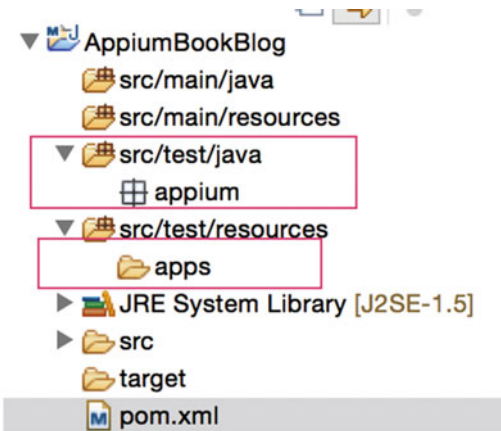 AppiumBookBlog
src/main/java
src/main/resources
src/test/java
appium
src/test/resources
apps
JRE System Library [J2SE-1.5]
src
target
pom.xml